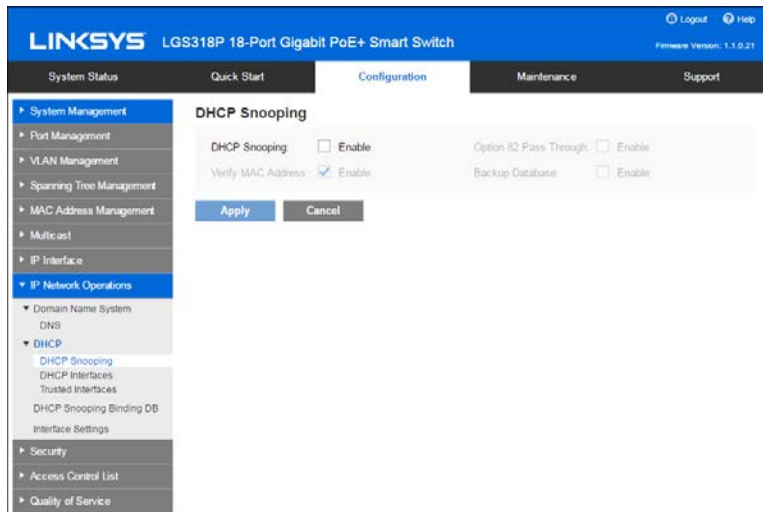 Logout Help
LINKSYS LGS318P 18-Port Gigabit PoE+ Smart Switch
Firmware Version: 1.1.0.21
System Status Quick Start Configuration Maintenance Support
System Management
Port Management
VLAN Management
Spanning Tree Management
MAC Address Management
Multicast
IP Interface
IP Network Operations
Domain Name System
DNS
DHCP
DHCP Snooping
DHCP Interfaces
Trusted Interfaces
DHCP Snooping Binding DB
Interface Settings
Security
Access Control List
Quality of Service
DHCP Snooping
DHCP Snooping: Enable Option 82 Pass Through: Enable
Verify MAC Address: Enable Backup Database: Enable
Apply Cancel